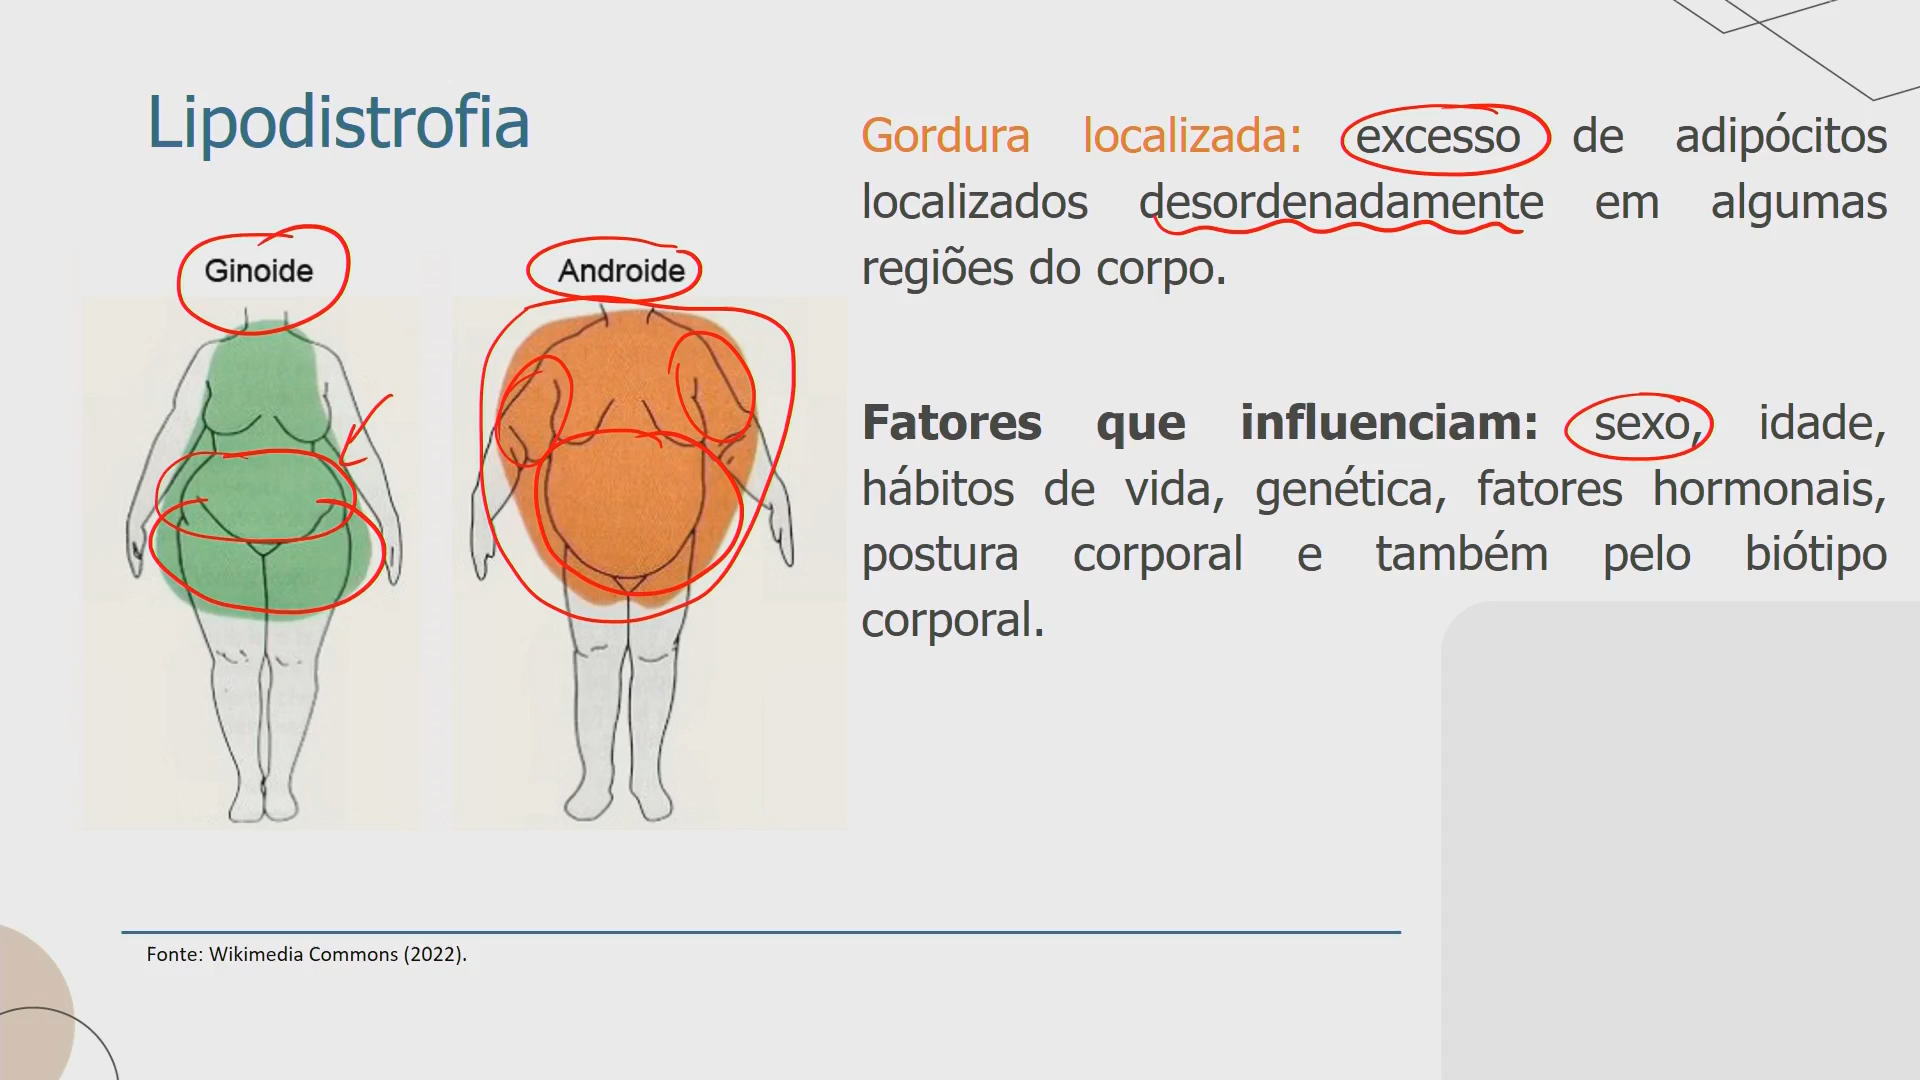 Lipodistrofia
Ginoide
Androide
Gordura localizada: excesso de adipócitos
localizados desordenadamente em algumas
regiões do corpo.
Fatores que influenciam: sexo, idade,
hábitos de vida, genética, fatores hormonais,
postura corporal e também pelo biótipo
corporal.
Fonte: Wikimedia Commons (2022).